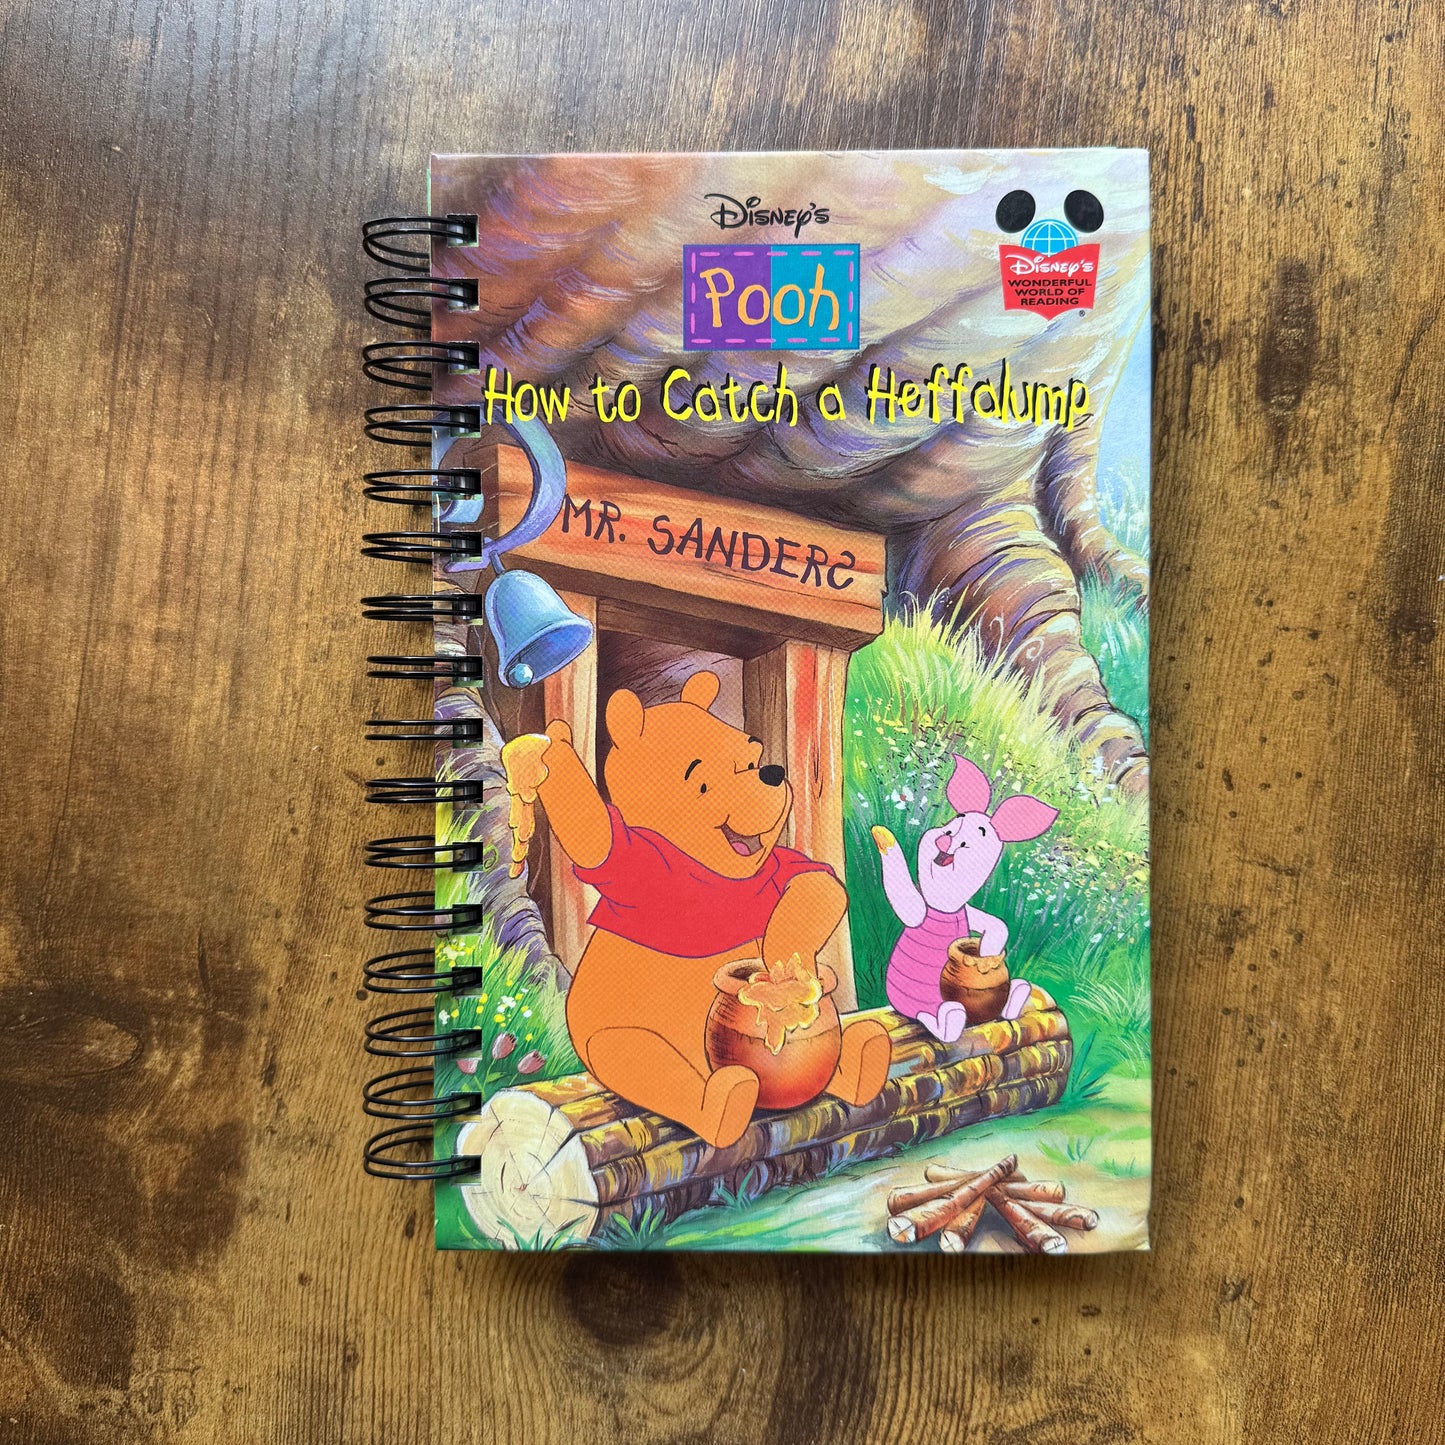 Disney's
Pooh
How to Catch a Heffalump
Disney's
WONDERFUL
WORLD OF
READING
®
MR. SANDERS